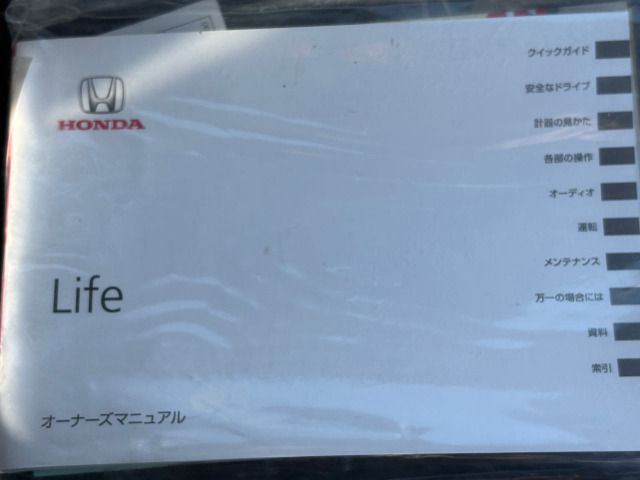 HONDA
Life
オーナーズマニュアル
クイックガイド
安全なドライブ
計器の見かた
各部の操作
オーディオ
運転
メンテナンス
万一の場合には
資料
索引